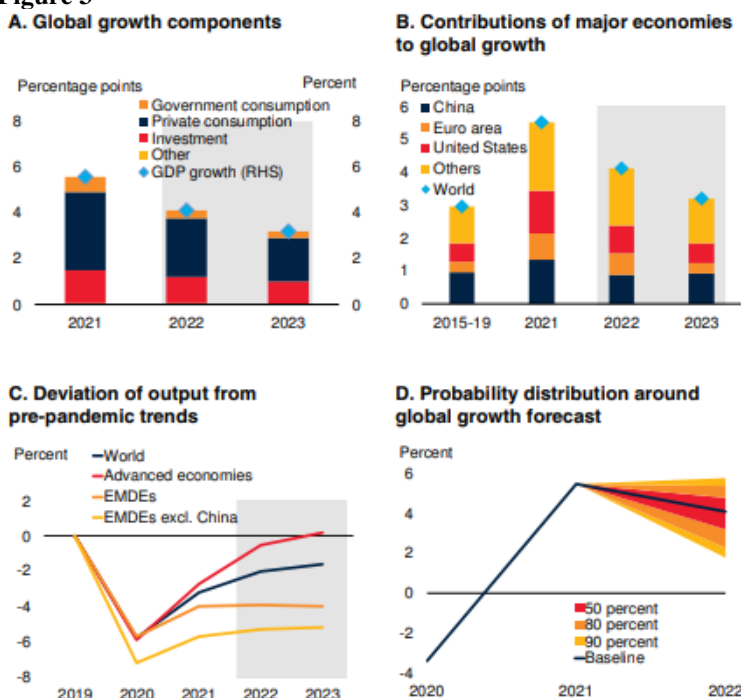 Figure 3
A. Global growth components
Percentage points
Percent
Government consumption
Private consumption
Investment
Other
GDP growth (RHS)
8
6
4
2
0
8
6
4
2
0
2021
2022
2023
B. Contributions of major economies
to global growth
Percentage points
China
Euro area
United States
Others
World
6
5
4
3
2
1
0
2015-19
2021
2022
2023
C. Deviation of output from
pre-pandemic trends
Percent
World
Advanced economies
EMDEs
EMDEs excl. China
2
0
-2
-4
-6
-8
2019
2020
2021
2022
2023
D. Probability distribution around
global growth forecast
Percent
6
4
2
0
-2
-4
50 percent
80 percent
90 percent
Baseline
2020
2021
2022